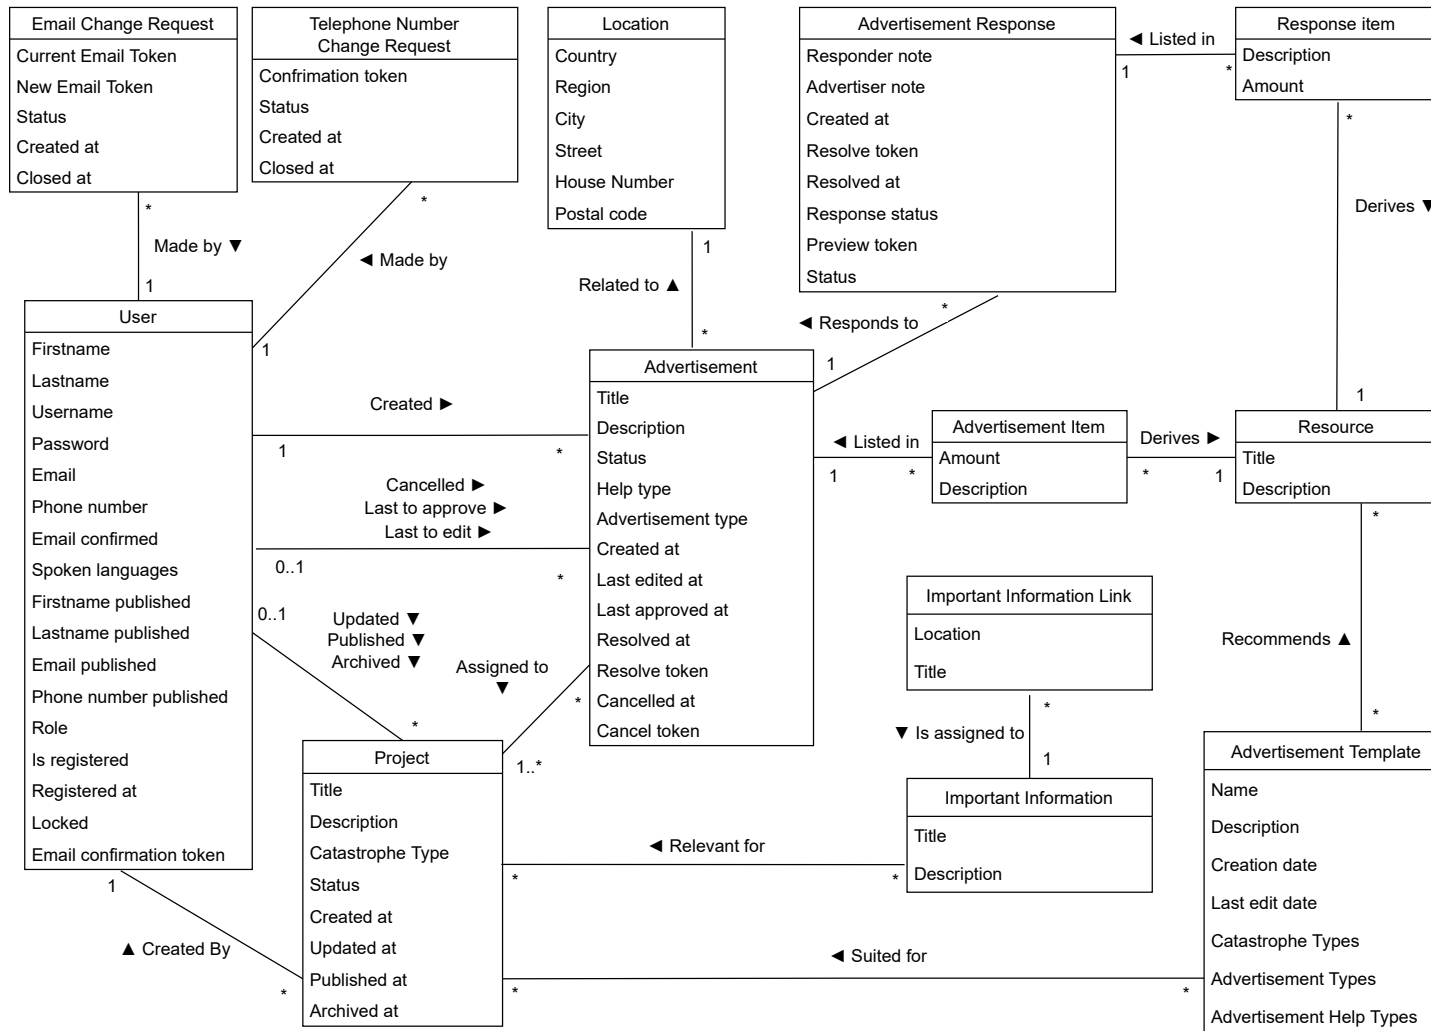 Email Change Request
Current Email Token
New Email Token
Status
Created at
Closed at
Telephone Number
Change Request
Confrimation token
Status
Created at
Closed at
Location
Country
Region
City
Street
House Number
Postal code
Advertisement Response
Responder note
Advertiser note
Created at
Resolve token
Resolved at
Response status
Preview token
Status
◄ Listed in
1
*
Response item
Description
Amount
*
Made by ▼
1
*
◄ Made by
1
1
Related to ▲
*
*
◄ Responds to
1
*
Derives ▼
1
User
Firstname
Lastname
Username
Password
Email
Phone number
Email confirmed
Spoken languages
Firstname published
Lastname published
Email published
Phone number published
Role
Is registered
Registered at
Locked
Email confirmation token
Created ►
1
*
Cancelled ►
Last to approve ►
Last to edit ►
0..1
*
Advertisement
Title
Description
Status
Help type
Advertisement type
Created at
Last edited at
Last approved at
Resolved at
Resolve token
Cancelled at
Cancel token
◄ Listed in
1
*
Advertisement Item
Amount
Description
Derives ►
*
1
Resource
Title
Description
0..1
Updated ▼
Published ▼
Archived ▼
*
Assigned to
▼
*
1..*
Important Information Link
Location
Title
*
▼ Is assigned to
1
*
Recommends ▲
*
Project
Title
Description
Catastrophe Type
Status
Created at
Updated at
Published at
Archived at
◄ Relevant for
*
*
Important Information
Title
Description
Advertisement Template
Name
Description
Creation date
Last edit date
Catastrophe Types
Advertisement Types
Advertisement Help Types
1
▲ Created By
*
◄ Suited for
*
*